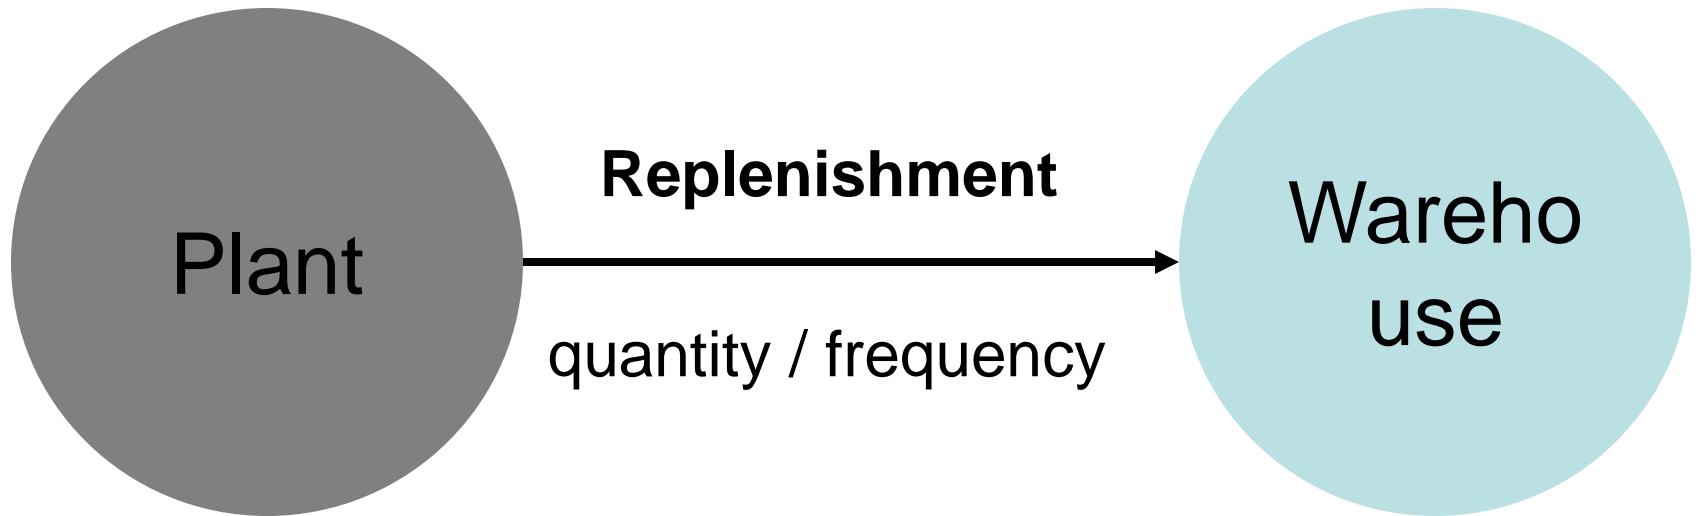 Plant
Replenishment
quantity / frequency
Wareho
use